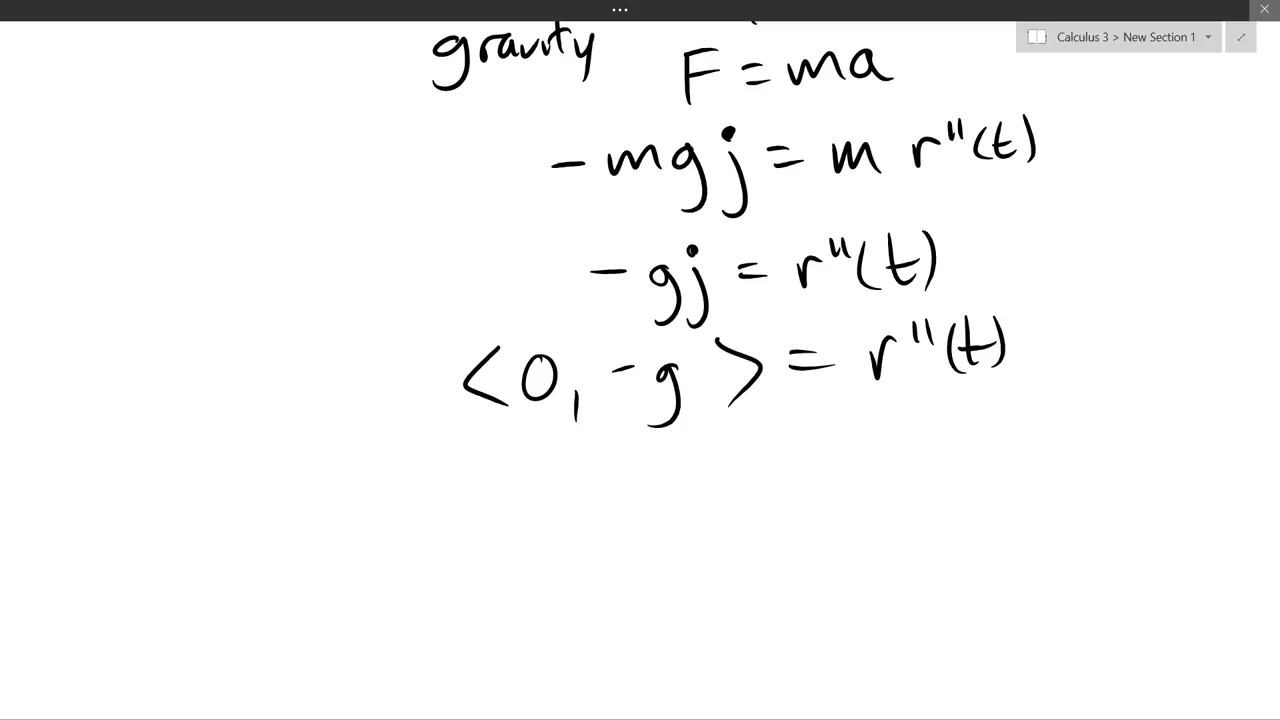 ...
Calculus 3 > New Section 1
gravity F = ma
- mgj = m r"(t)
- gj = r"(t)
<0, -g> = r"(t)